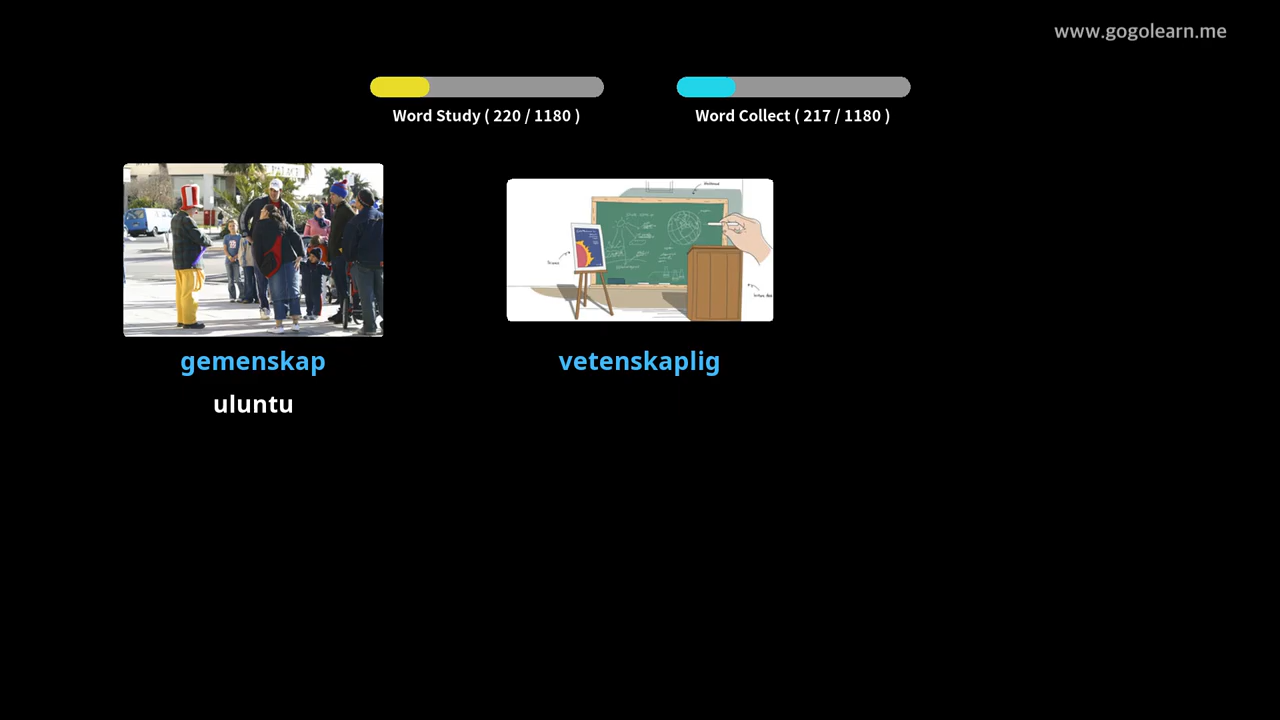 www.gogolearn.me
Word Study ( 220 / 1180 )
Word Collect ( 217 / 1180 )
gemenskap
vetenskaplig
uluntu